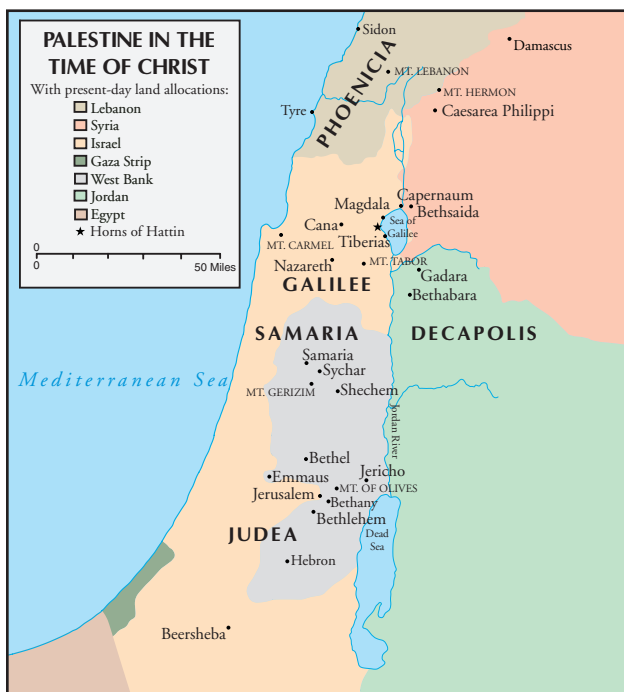 PALESTINE IN THE
TIME OF CHRIST
With present-day land allocations:
Lebanon
Syria
Israel
Gaza Strip
West Bank
Jordan
Egypt
★ Horns of Hattin
0
0
50 Miles
Sidon
Damascus
PHOENICIA
MT. LEBANON
MT. HERMON
Caesarea Philippi
Tyre
Capernaum
Magdala
Bethsaida
Sea of
Galilee
Cana
MT. CARMEL
Tiberias
Nazareth
MT. TABOR
Gadara
GALILEE
Bethabara
SAMARIA
DECAPOLIS
Samaria
Sychar
Mediterranean Sea
MT. GERIZIM
Shechem
Jordan River
Bethel
Jericho
Emmaus
MT. OF OLIVES
Jerusalem
Bethany
Bethlehem
JUDEA
Dead
Sea
Hebron
Beersheba